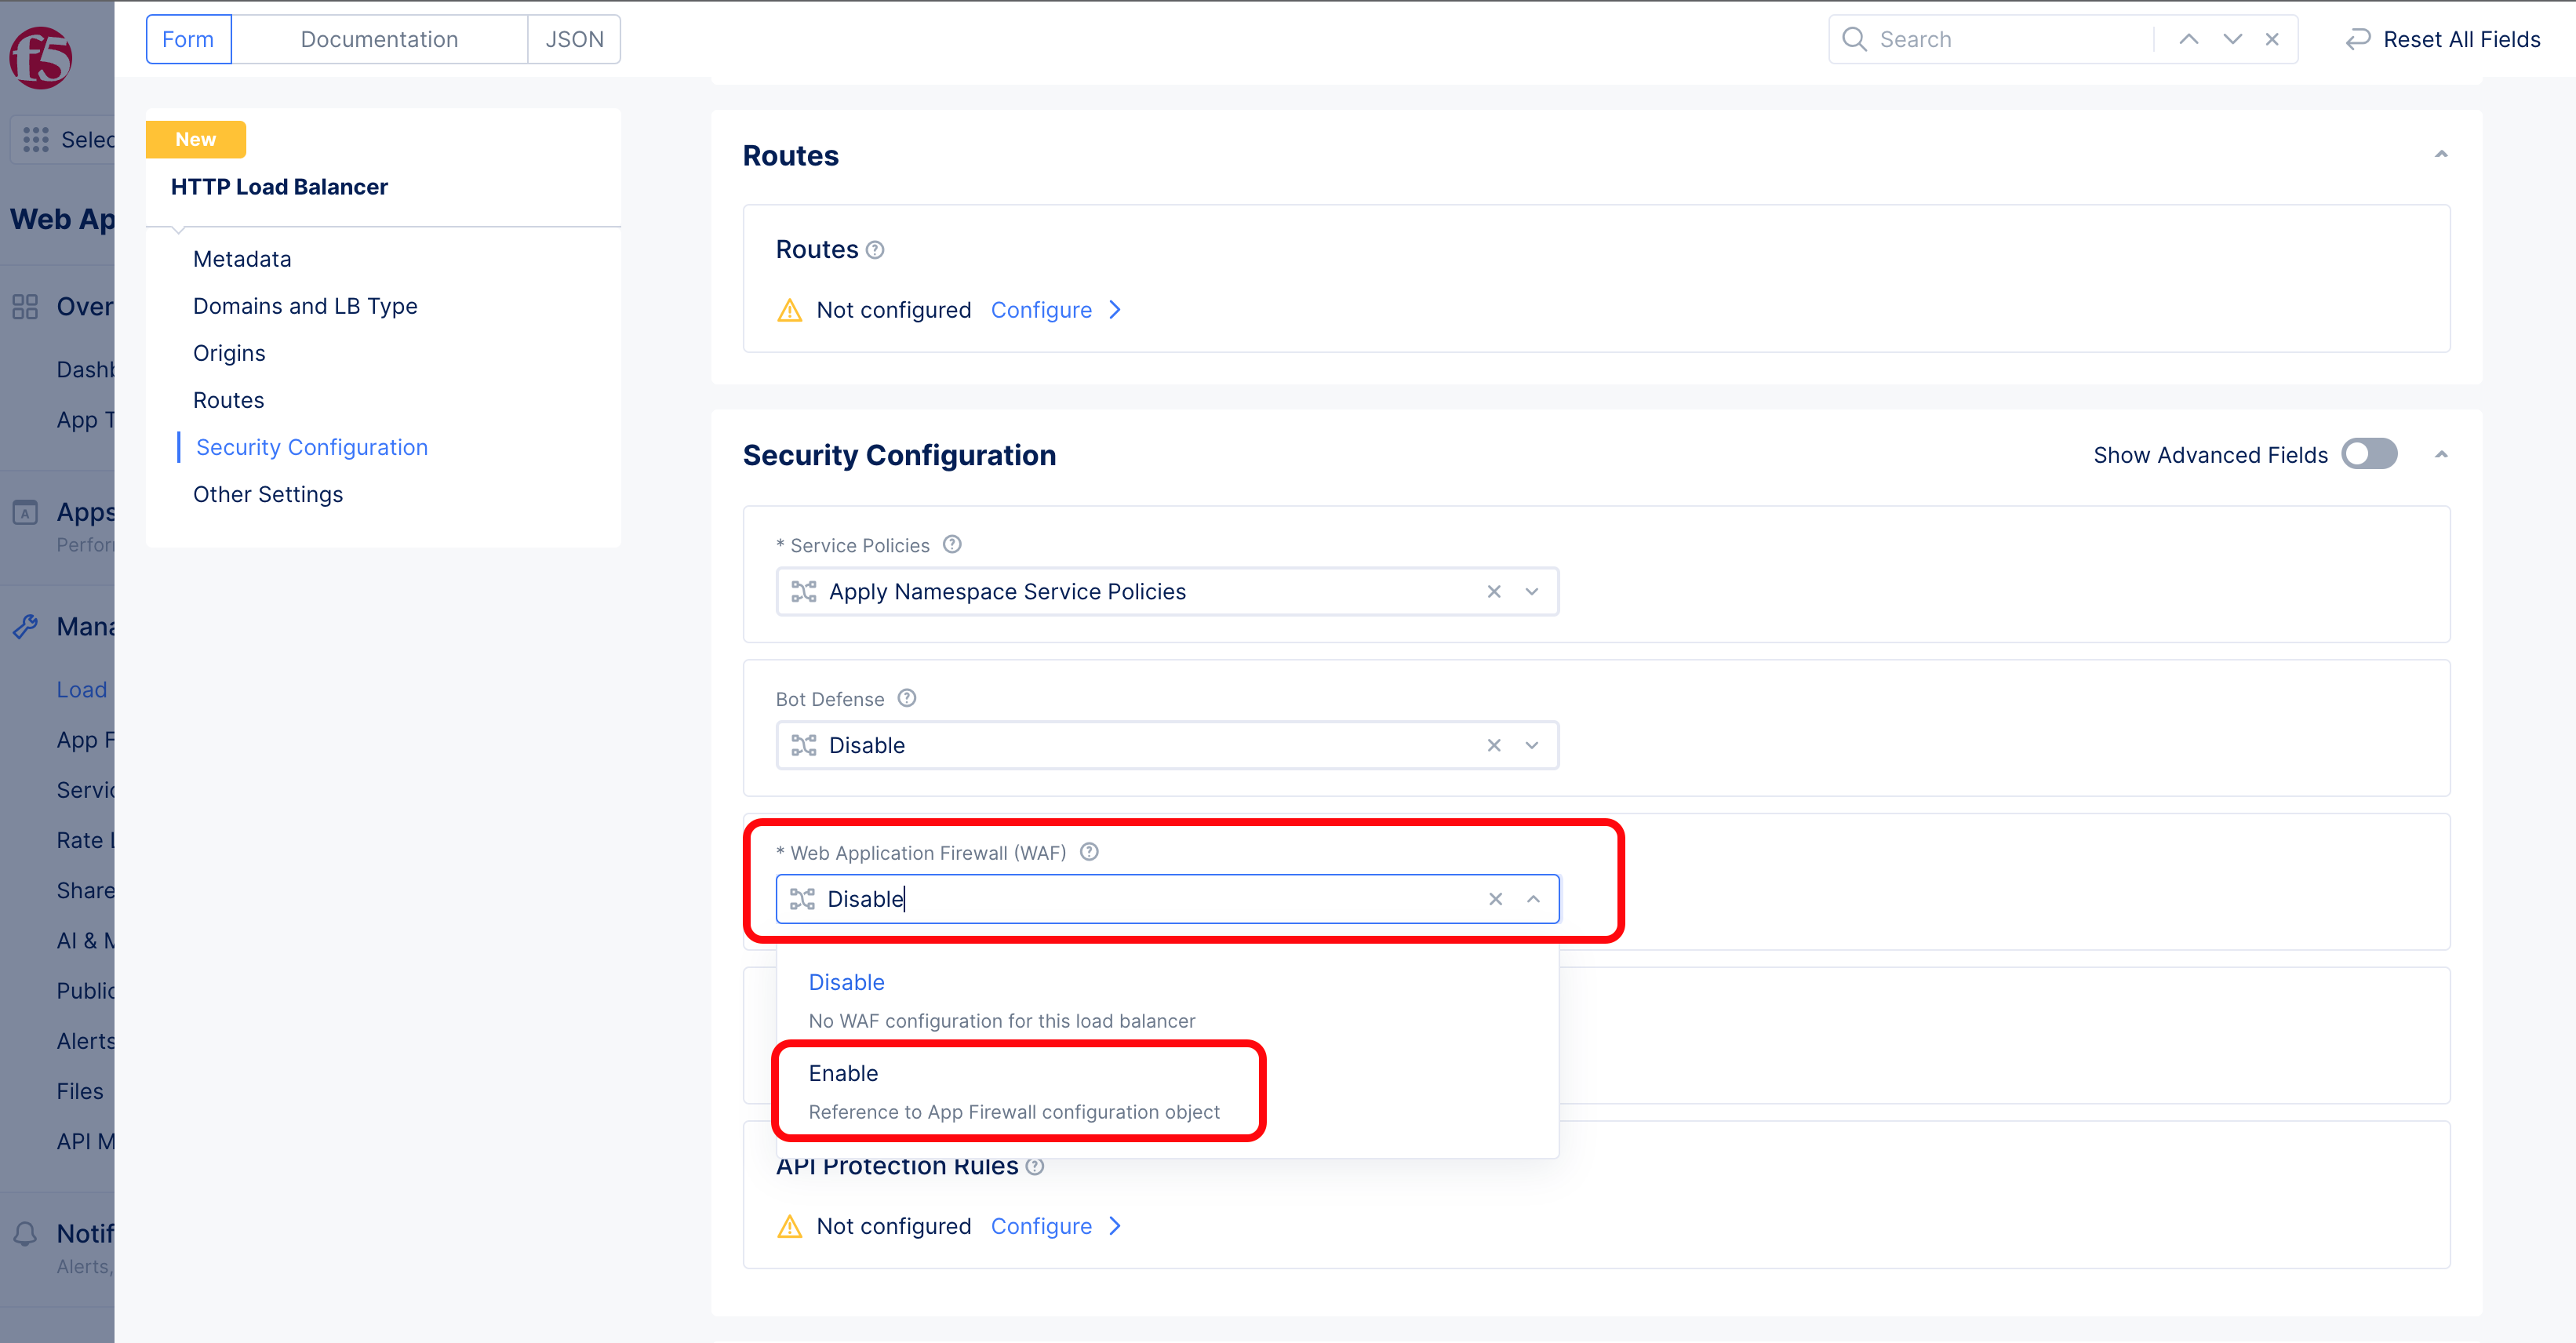 Form
Documentation
JSON
Search
Reset All Fields
f5
New
HTTP Load Balancer
Metadata
Domains and LB Type
Origins
Routes
Security Configuration
Other Settings
Selec
Web Ap
Over
Dashb
App T
Apps
Perfor
Mana
Load
App F
Servic
Rate L
Share
AI & M
Public
Alerts
Files
API M
Notif
Alerts,
Routes
Routes
Not configured Configure
Security Configuration
Show Advanced Fields
* Service Policies
Apply Namespace Service Policies
Bot Defense
Disable
* Web Application Firewall (WAF)
Disable
Disable
No WAF configuration for this load balancer
Enable
Reference to App Firewall configuration object
API Protection Rules
Not configured Configure